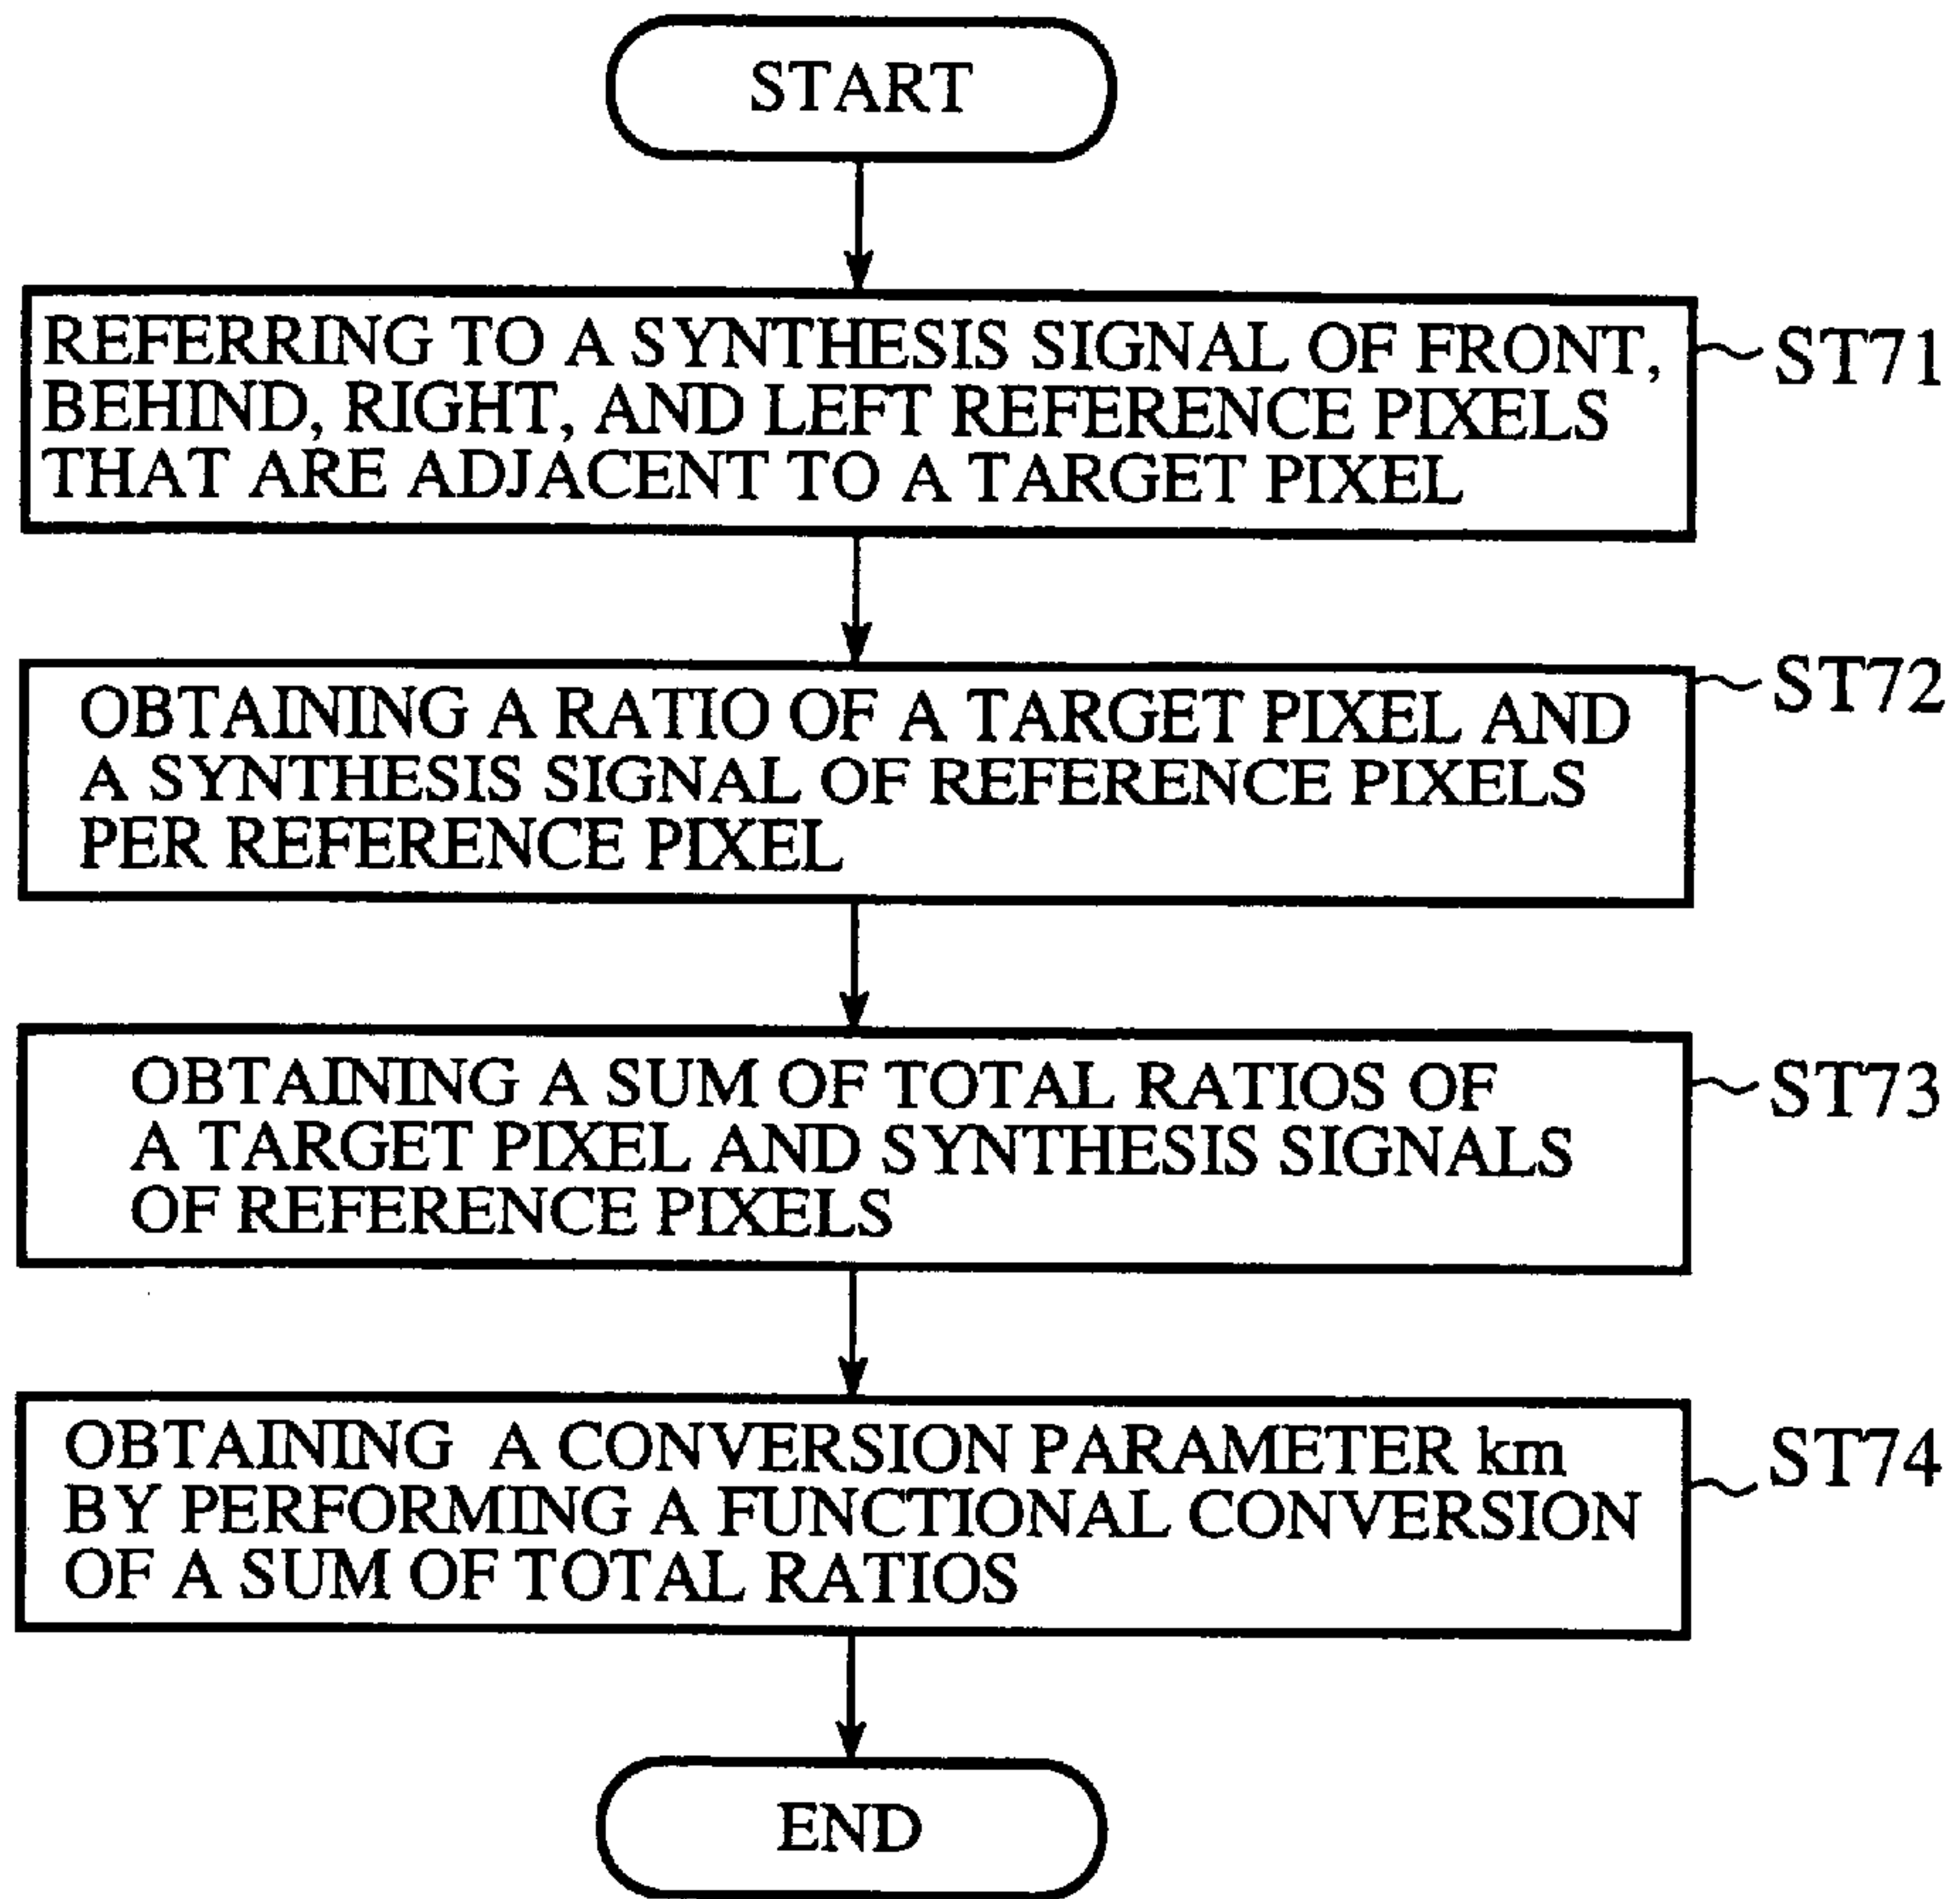 START
REFERRING TO A SYNTHESIS SIGNAL OF FRONT,
BEHIND, RIGHT, AND LEFT REFERENCE PIXELS
THAT ARE ADJACENT TO A TARGET PIXEL
ST71
OBTAINING A RATIO OF A TARGET PIXEL AND
A SYNTHESIS SIGNAL OF REFERENCE PIXELS
PER REFERENCE PIXEL
ST72
OBTAINING A SUM OF TOTAL RATIOS OF
A TARGET PIXEL AND SYNTHESIS SIGNALS
OF REFERENCE PIXELS
ST73
OBTAINING A CONVERSION PARAMETER km
BY PERFORMING A FUNCTIONAL CONVERSION
OF A SUM OF TOTAL RATIOS
ST74
END